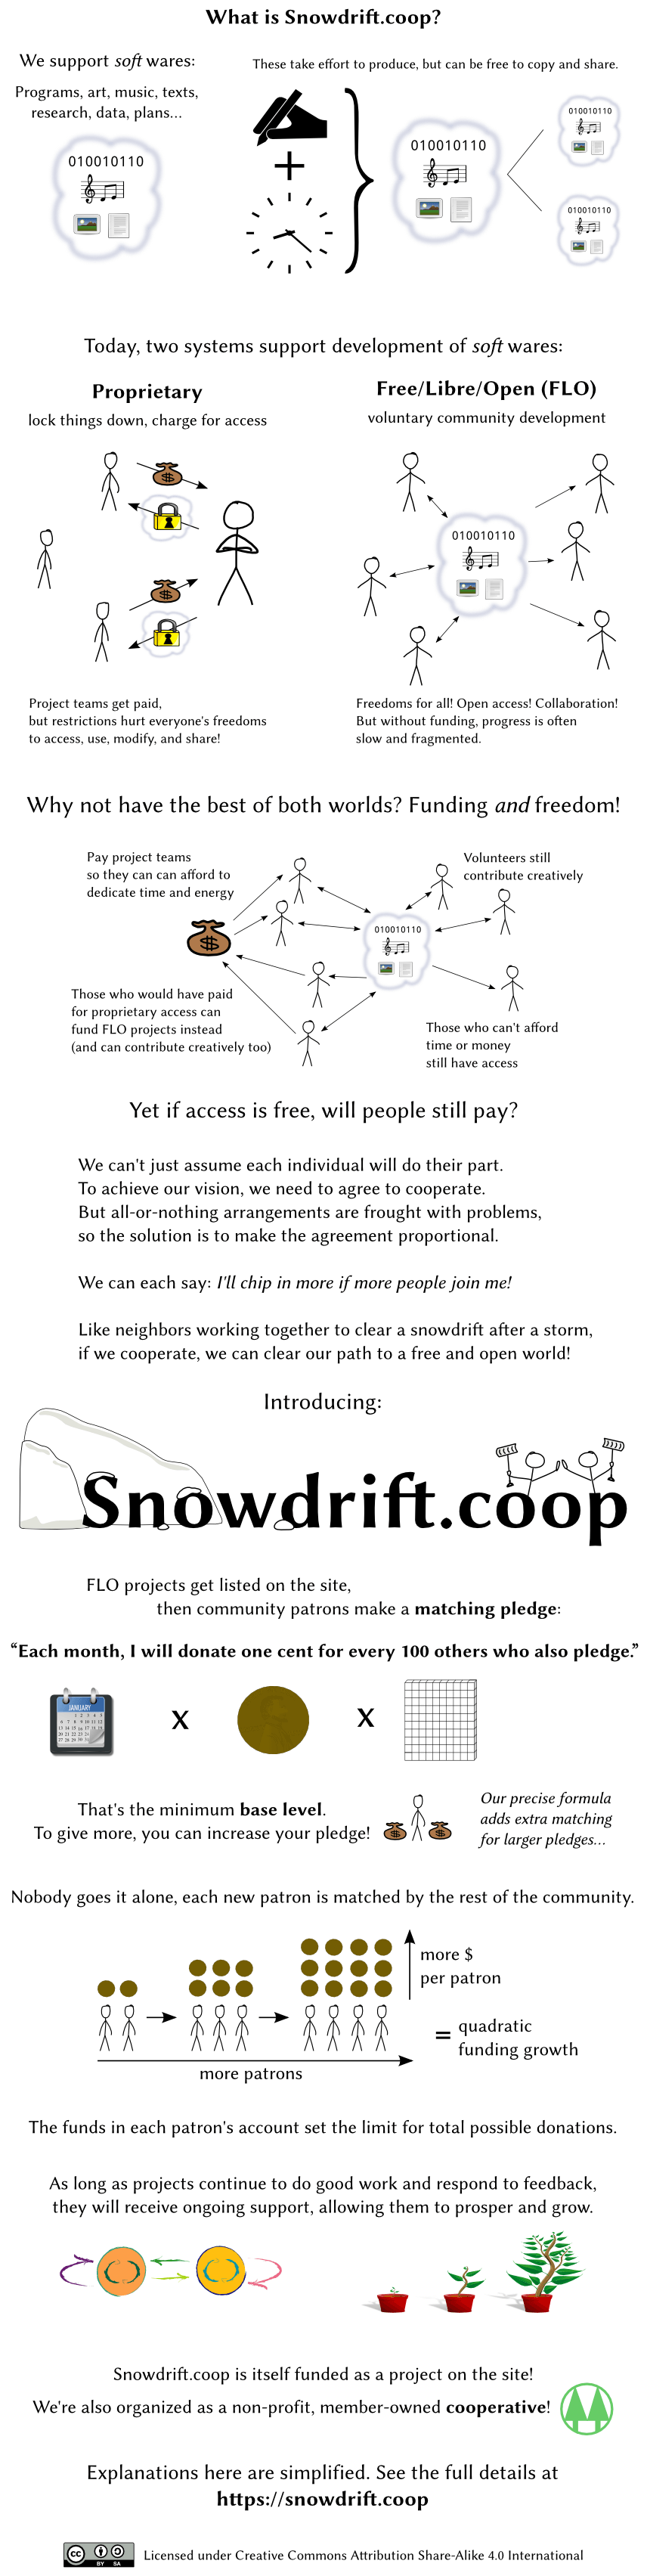 What is Snowdrift.coop?
We support soft wares:
Programs, art, music, texts,
research, data, plans...
These take effort to produce, but can be free to copy and share.
010010110
010010110
010010110
010010110
Today, two systems support development of soft wares:
Proprietary
lock things down, charge for access
Free/Libre/Open (FLO)
voluntary community development
$
$
010010110
Project teams get paid,
but restrictions hurt everyone's freedoms
to access, use, modify, and share!
Freedoms for all! Open access! Collaboration!
But without funding, progress is often
slow and fragmented.
Why not have the best of both worlds? Funding and freedom!
Pay project teams
so they can can afford to
dedicate time and energy
Volunteers still
contribute creatively
$
010010110
Those who would have paid
for proprietary access can
fund FLO projects instead
(and can contribute creatively too)
Those who can't afford
time or money
still have access
Yet if access is free, will people still pay?
We can't just assume each individual will do their part.
To achieve our vision, we need to agree to cooperate.
But all-or-nothing arrangements are frought with problems,
so the solution is to make the agreement proportional.
We can each say: I'll chip in more if more people join me!
Like neighbors working together to clear a snowdrift after a storm,
if we cooperate, we can clear our path to a free and open world!
Introducing:
Snowdrift.coop
FLO projects get listed on the site,
then community patrons make a matching pledge:
“Each month, I will donate one cent for every 100 others who also pledge.”
JANUARY
x
x
That's the minimum base level.
To give more, you can increase your pledge!
$
$
Our precise formula
adds extra matching
for larger pledges...
Nobody goes it alone, each new patron is matched by the rest of the community.
more $
per patron
= quadratic
funding growth
more patrons
The funds in each patron's account set the limit for total possible donations.
As long as projects continue to do good work and respond to feedback,
they will receive ongoing support, allowing them to prosper and grow.
Snowdrift.coop is itself funded as a project on the site!
We're also organized as a non-profit, member-owned cooperative!
Explanations here are simplified. See the full details at
https://snowdrift.coop
cc
BY SA
Licensed under Creative Commons Attribution Share-Alike 4.0 International